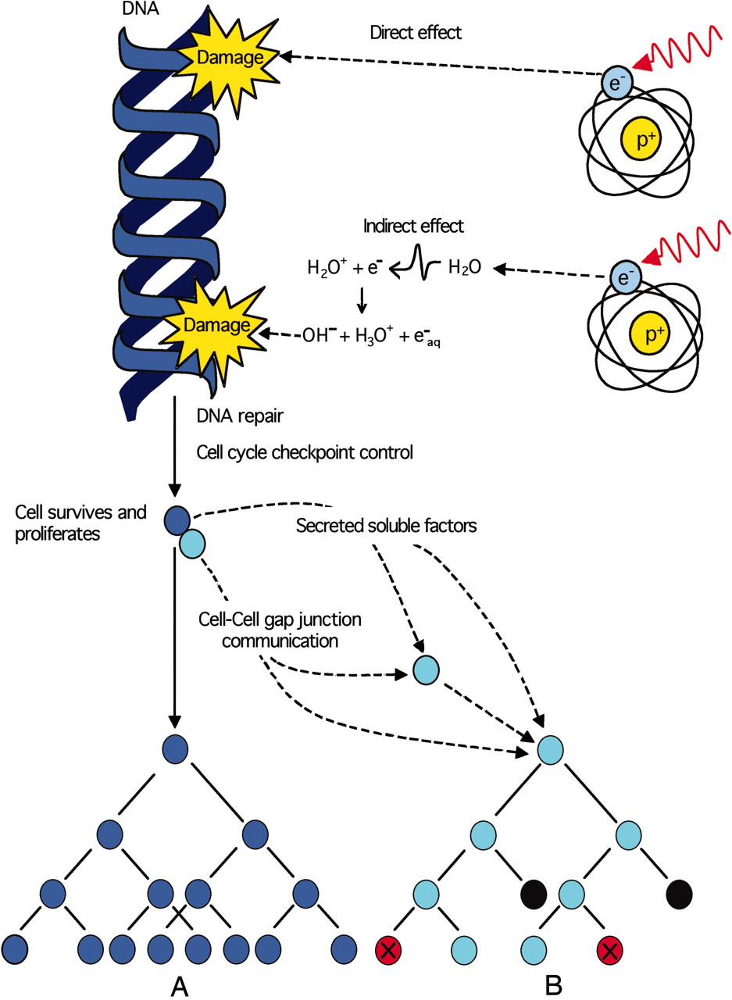 DNA
Direct effect
Damage
e⁻
p⁺
Indirect effect
H₂O⁺ + e⁻ H₂O
e⁻
Damage
OH⁻ + H₃O⁺ + e⁻aq
p⁺
DNA repair
Cell cycle checkpoint control
Cell survives and
proliferates
Secreted soluble factors
Cell-Cell gap junction
communication
X
X
A
B